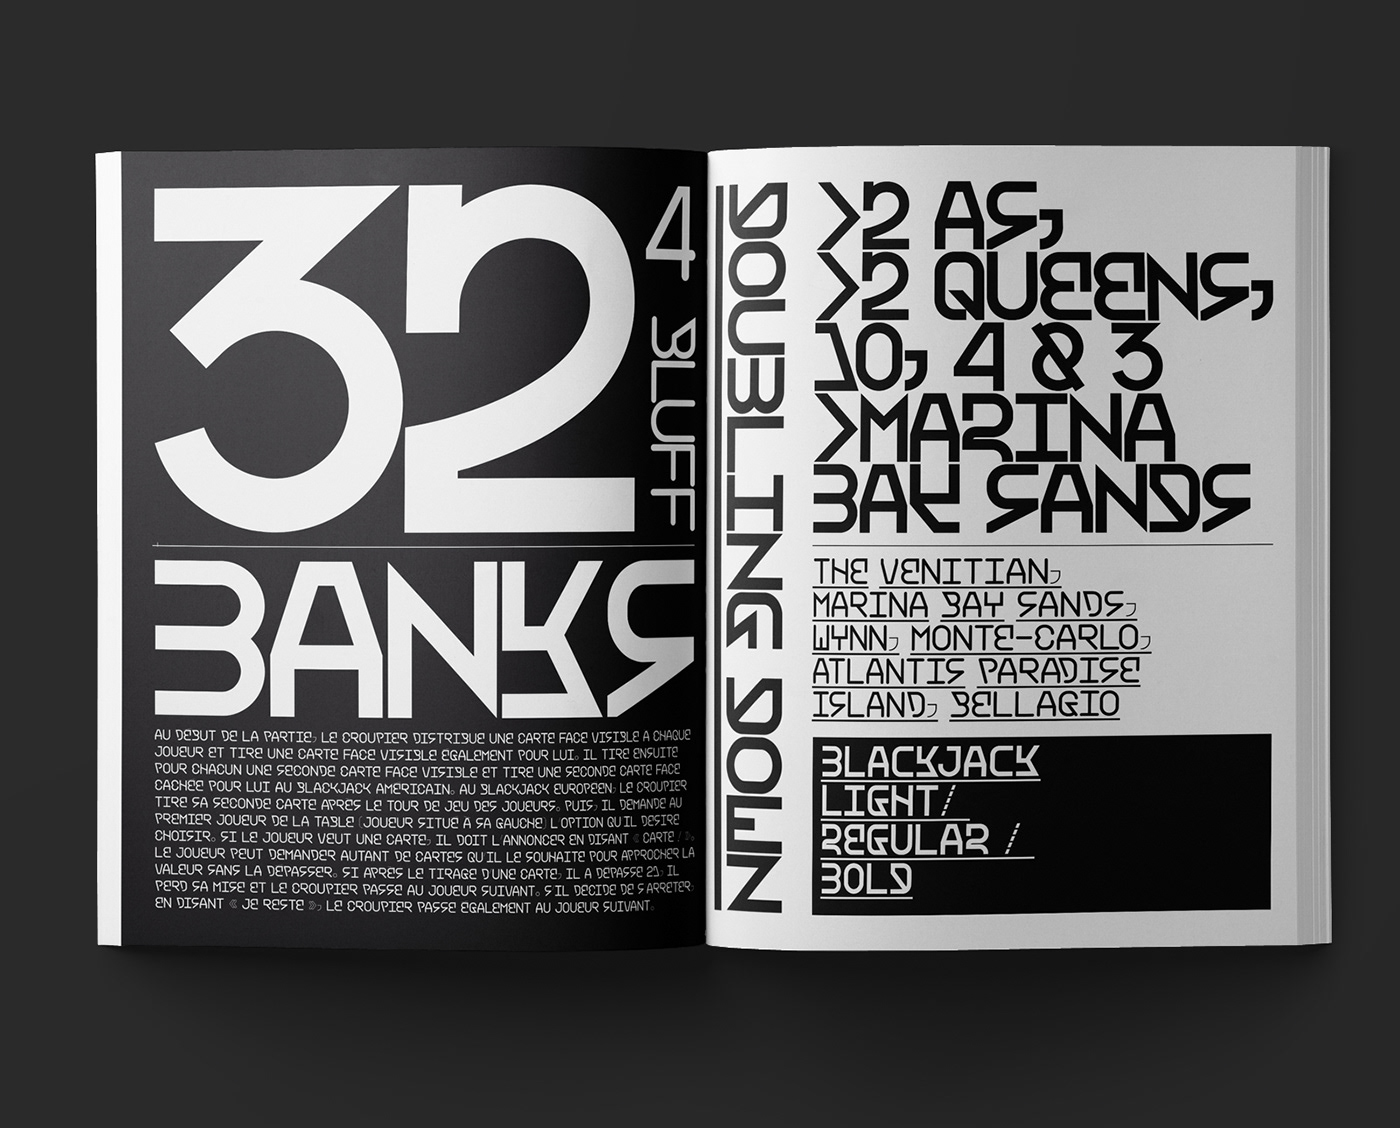 32
4 BLUFF
BANKS
AU DEBUT DE LA PARTIE, LE CROUPIER DISTRIBUE UNE CARTE FACE VISIBLE A CHAQUE
JOUEUR ET TIRE UNE CARTE FACE VISIBLE EGALEMENT POUR LUI. IL TIRE ENSUITE
POUR CHACUN UNE SECONDE CARTE FACE VISIBLE ET TIRE UNE SECONDE CARTE FACE
CACHEE POUR LUI AU BLACKJACK AMERICAIN. AU BLACKJACK EUROPEEN, LE CROUPIER
TIRE SA SECONDE CARTE APRES LE TOUR DE JEU DES JOUEURS. PUIS, IL DEMANDE AU
PREMIER JOUEUR DE LA TABLE (JOUEUR SITUE A SA GAUCHE) L'OPTION QU'IL DESIRE
CHOISIR. SI LE JOUEUR VEUT UNE CARTE, IL DOIT L'ANNONCER EN DISANT « CARTE ! ».
LE JOUEUR PEUT DEMANDER AUTANT DE CARTES QU'IL LE SOUHAITE POUR APPROCHER LA
VALEUR SANS LA DEPASSER. SI APRES LE TIRAGE D'UNE CARTE, IL A DEPASSE 21, IL
PERD SA MISE ET LE CROUPIER PASSE AU JOUEUR SUIVANT. S'IL DECIDE DE S'ARRETER,
EN DISANT « JE RESTE », LE CROUPIER PASSE EGALEMENT AU JOUEUR SUIVANT.
DOUBLING DOWN
>2 AS,
>2 QUEENS,
10, 4 & 3
>MARINA
BAY SANDS
THE VENITIAN,
MARINA BAY SANDS,
WYNN, MONTE-CARLO,
ATLANTIS PARADISE
ISLAND, BELLAGIO
BLACKJACK
LIGHT/
REGULAR /
BOLD